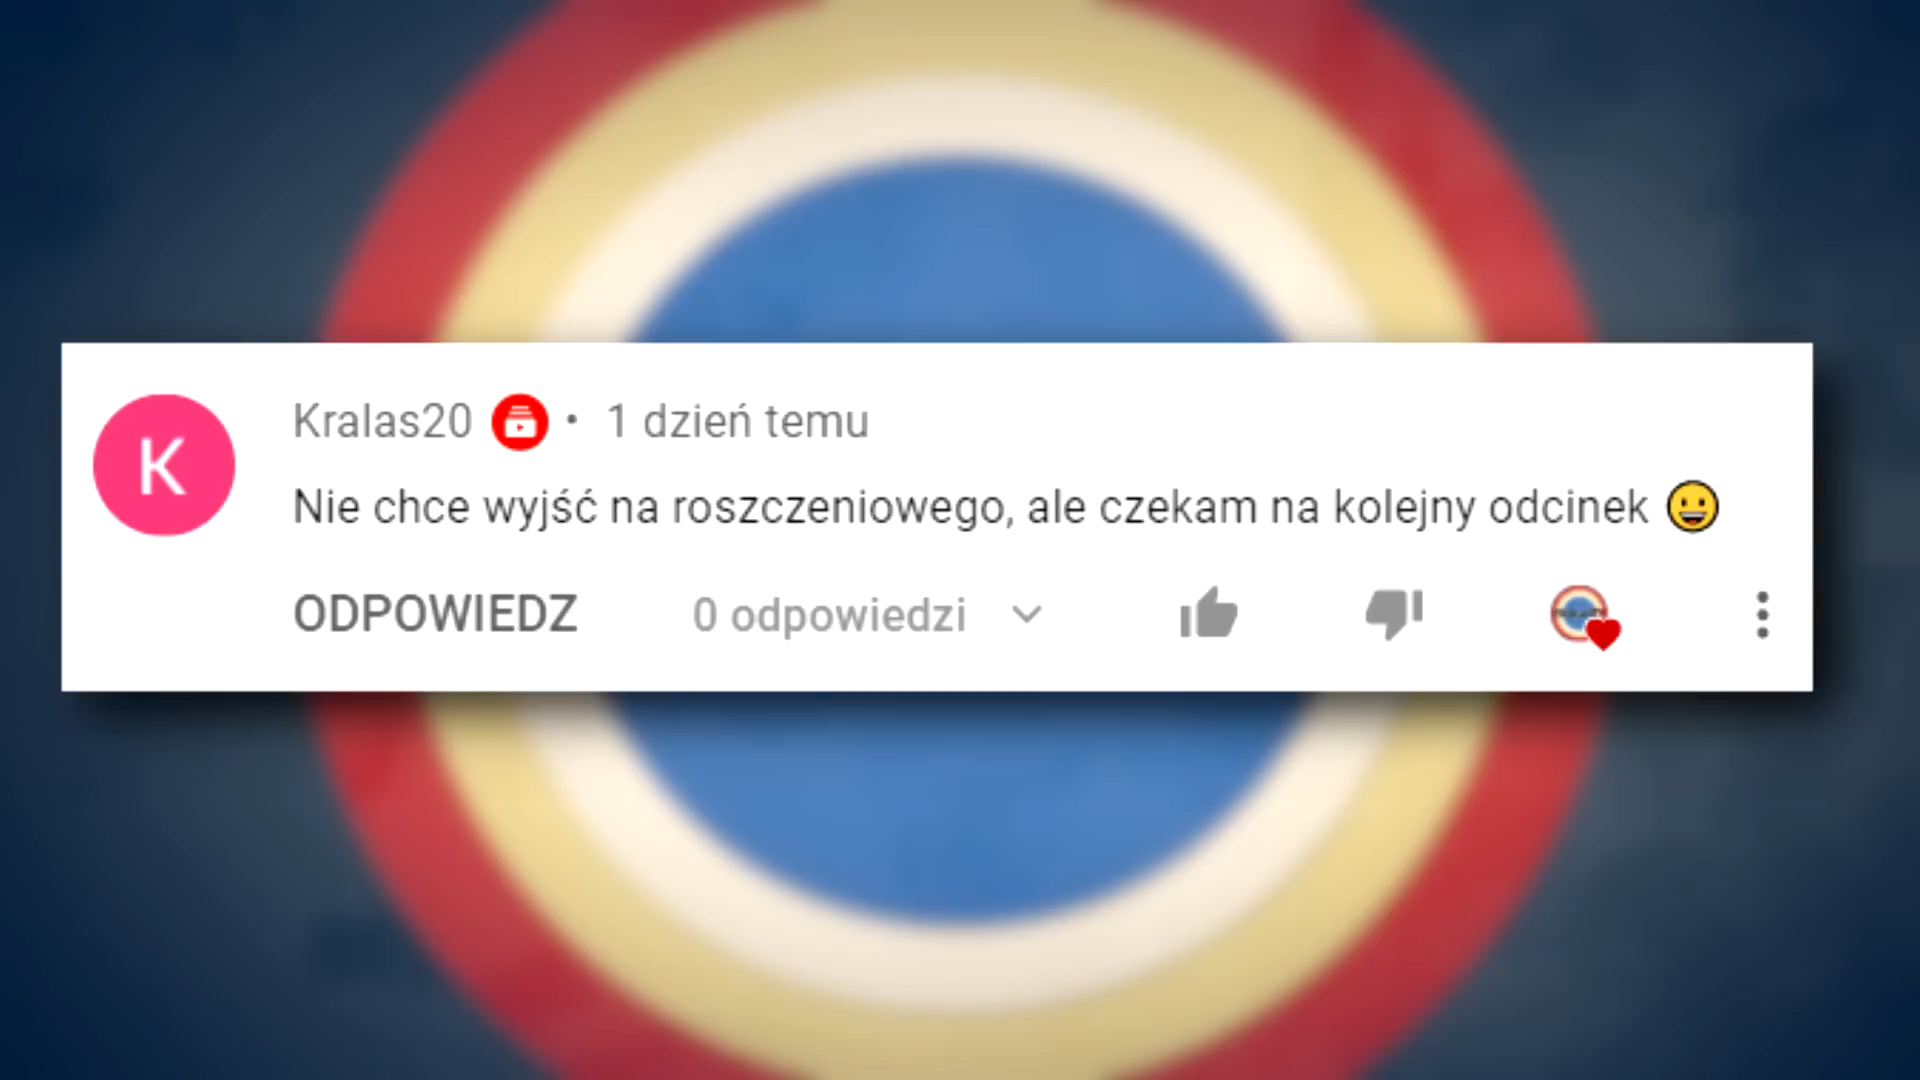 K
Kralas20 • 1 dzień temu
Nie chce wyjść na roszczeniowego, ale czekam na kolejny odcinek 😀
ODPOWIEDZ 0 odpowiedzi